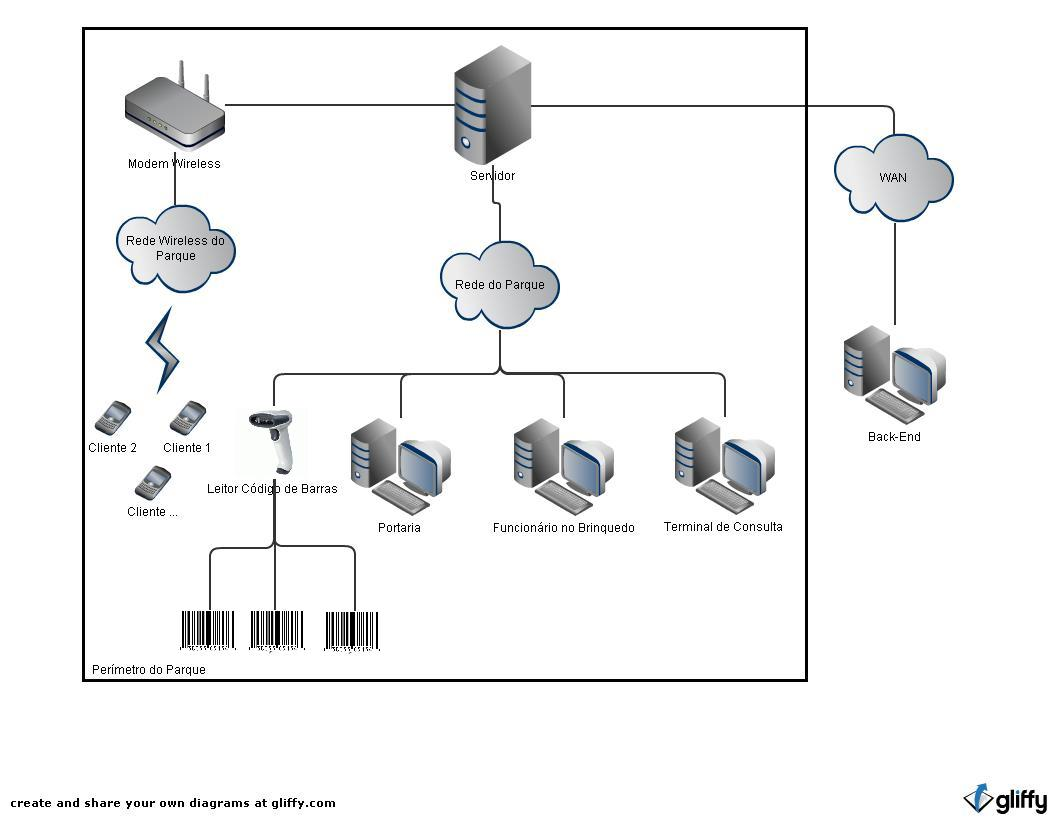 Modem Wireless
Servidor
WAN
Rede Wireless do
Parque
Rede do Parque
Back-End
Cliente 2
Cliente 1
Leitor Código de Barras
Cliente ...
Portaria
Funcionário no Brinquedo
Terminal de Consulta
Perímetro do Parque
create and share your own diagrams at gliffy.com
gliffy